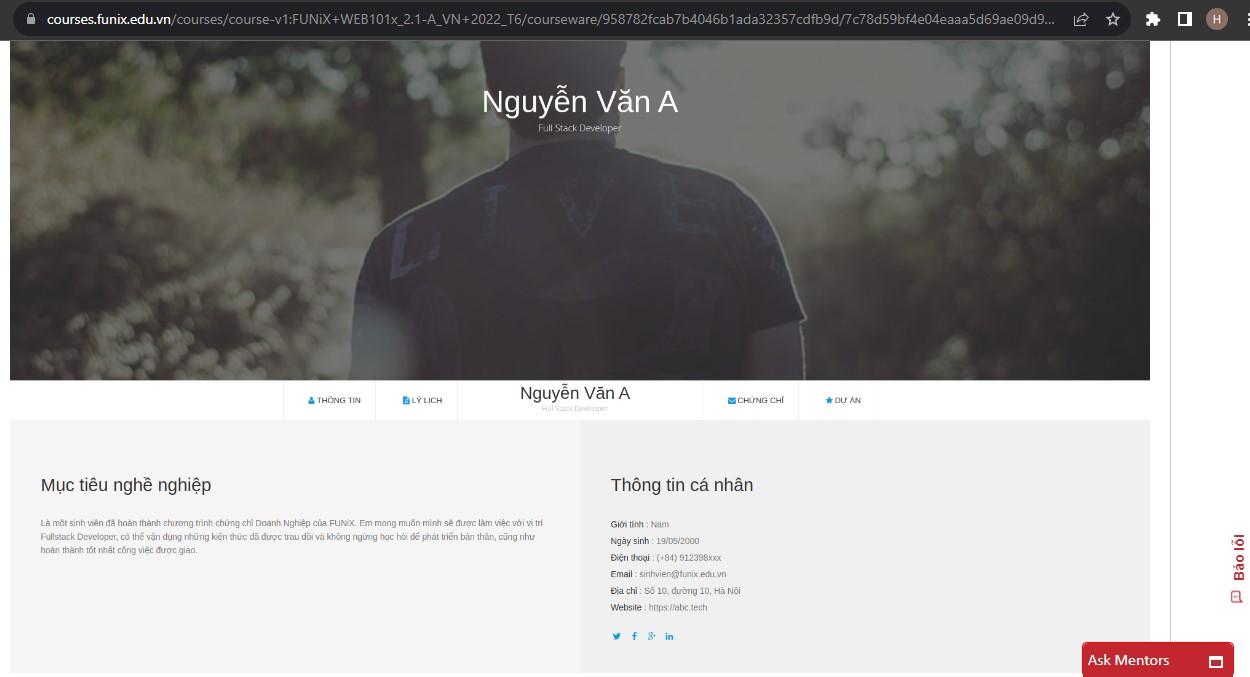 courses.funix.edu.vn/courses/course-v1:FUNiX+WEB101x_2.1-A_VN+2022_T6/courseware/958782fcab7b4046b1ada32357cdfb9d/7c78d59bf4e04eaaa5d69ae09d9...
H
Nguyễn Văn A
Full Stack Developer
LIVE
THÔNG TIN
LÝ LỊCH
Nguyễn Văn A
Full Stack Developer
CHỨNG CHỈ
DỰ ÁN
Mục tiêu nghề nghiệp
Là một sinh viên đã hoàn thành chương trình chứng chỉ Doanh Nghiệp của FUNiX. Em mong muốn mình sẽ được làm việc với vị trí
Fullstack Developer, có thể vận dụng những kiến thức đã được trau dồi và không ngừng học hỏi để phát triển bản thân, cũng như
hoàn thành tốt nhất công việc được giao.
Thông tin cá nhân
Giới tính : Nam
Ngày sinh : 19/05/2000
Điện thoại : (+84) 912398xxx
Email : sinhvien@funix.edu.vn
Địa chỉ : Số 10, đường 10, Hà Nội
Website : https://abc.tech
Báo lỗi
Ask Mentors